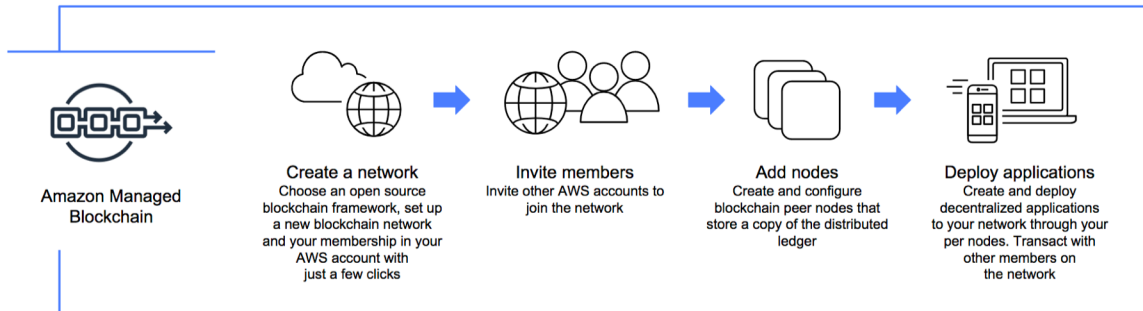 Amazon Managed
Blockchain
Create a network
Choose an open source
blockchain framework, set up
a new blockchain network
and your membership in your
AWS account with
just a few clicks
Invite members
Invite other AWS accounts to
join the network
Add nodes
Create and configure
blockchain peer nodes that
store a copy of the distributed
ledger
Deploy applications
Create and deploy
decentralized applications
to your network through your
per nodes. Transact with
other members on
the network